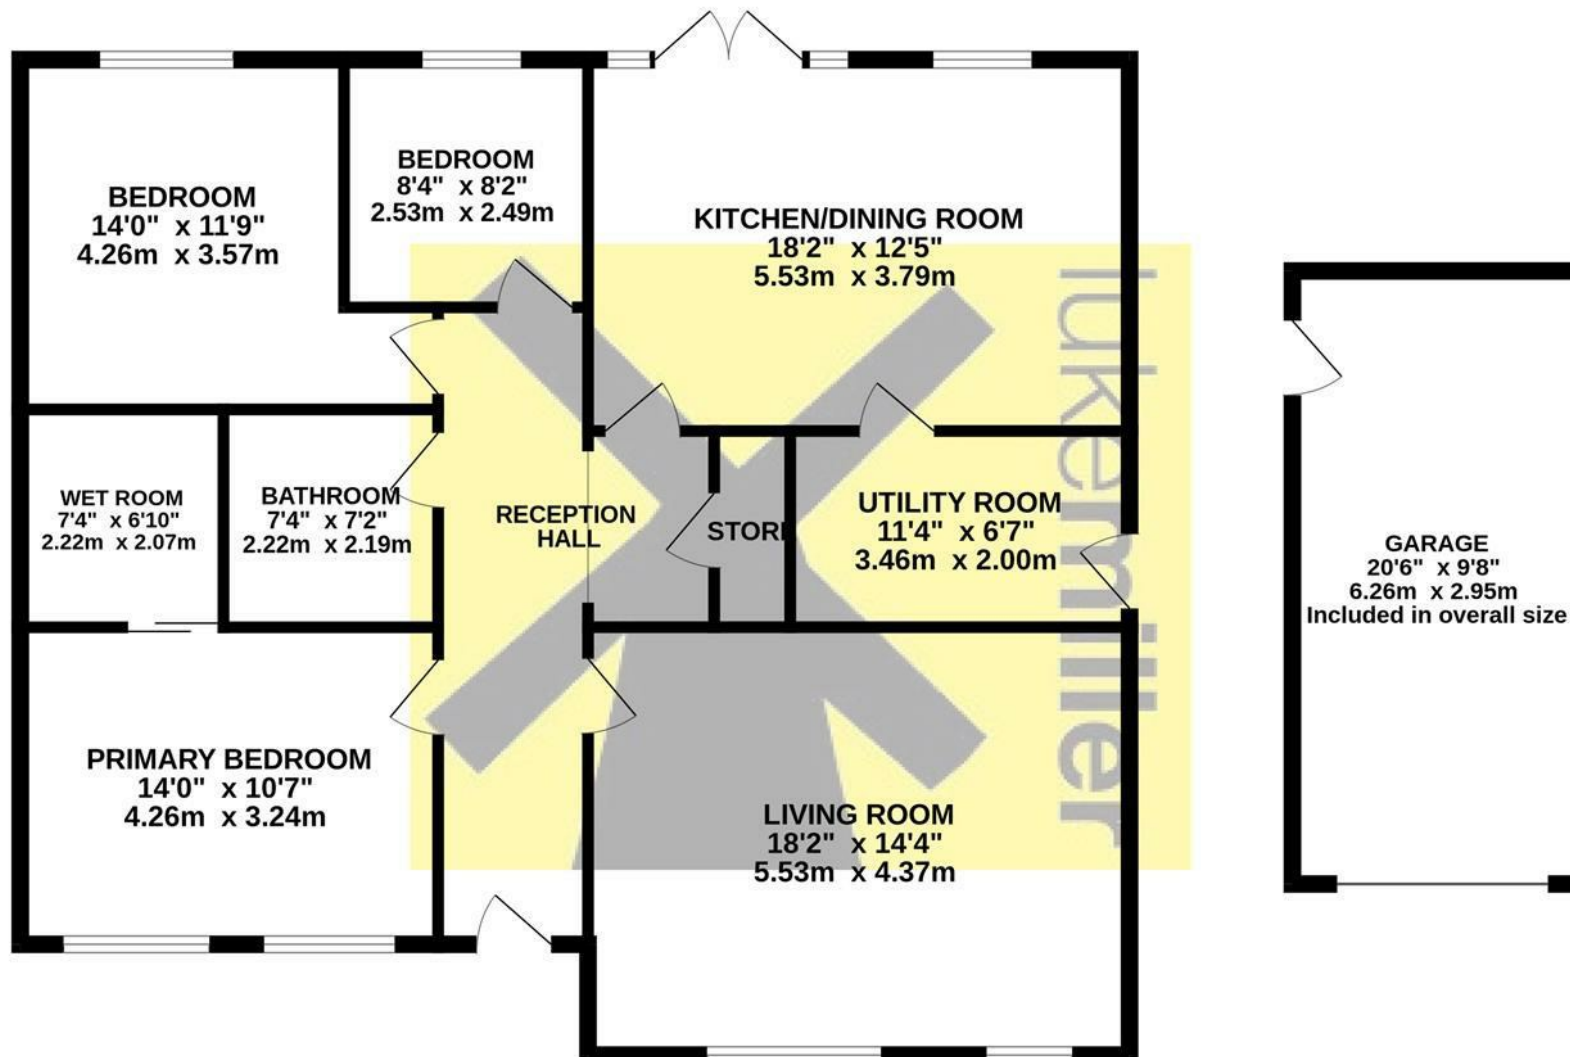 BEDROOM
14'0" x 11'9"
4.26m x 3.57m
BEDROOM
8'4" x 8'2"
2.53m x 2.49m
KITCHEN/DINING ROOM
18'2" x 12'5"
5.53m x 3.79m
WET ROOM
7'4" x 6'10"
2.22m x 2.07m
BATHROOM
7'4" x 7'2"
2.22m x 2.19m
RECEPTION
HALL
STORE
UTILITY ROOM
11'4" x 6'7"
3.46m x 2.00m
PRIMARY BEDROOM
14'0" x 10'7"
4.26m x 3.24m
LIVING ROOM
18'2" x 14'4"
5.53m x 4.37m
lukemiller
GARAGE
20'6" x 9'8"
6.26m x 2.95m
Included in overall size